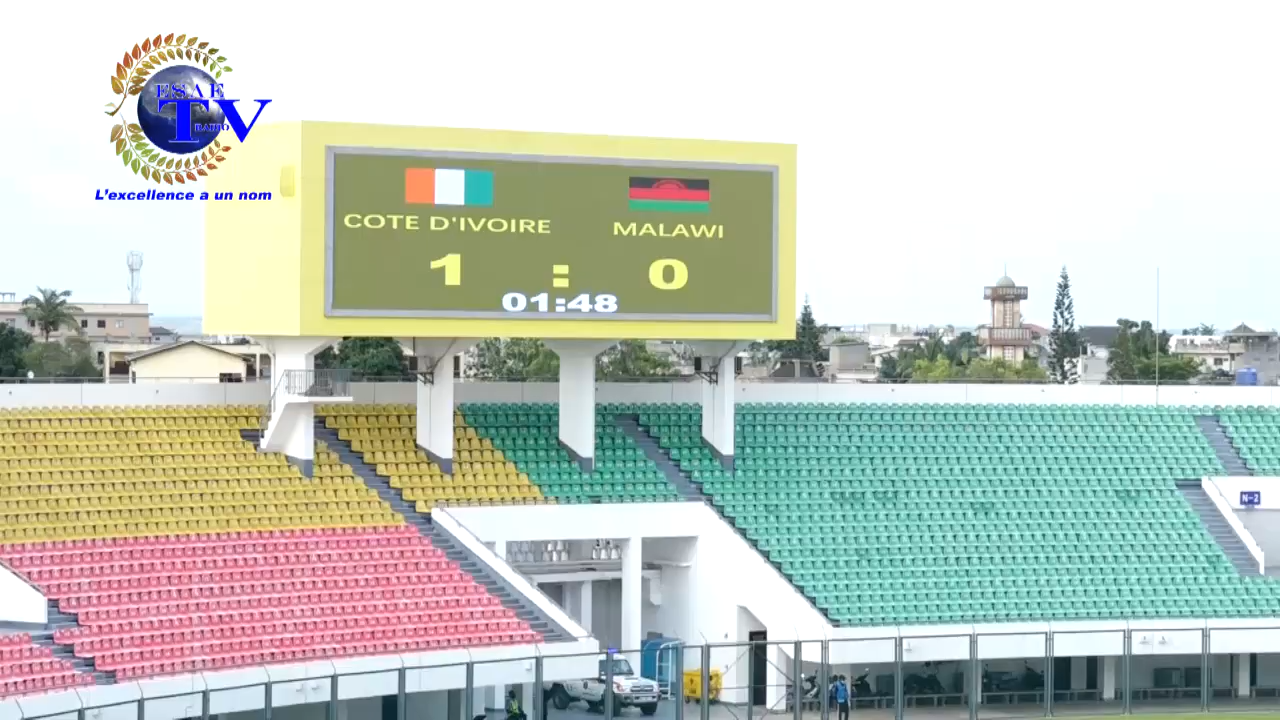 ESAE
TV
RADIO
L'excellence a un nom
COTE D'IVOIRE
MALAWI
1 : 0
01:48
N-2